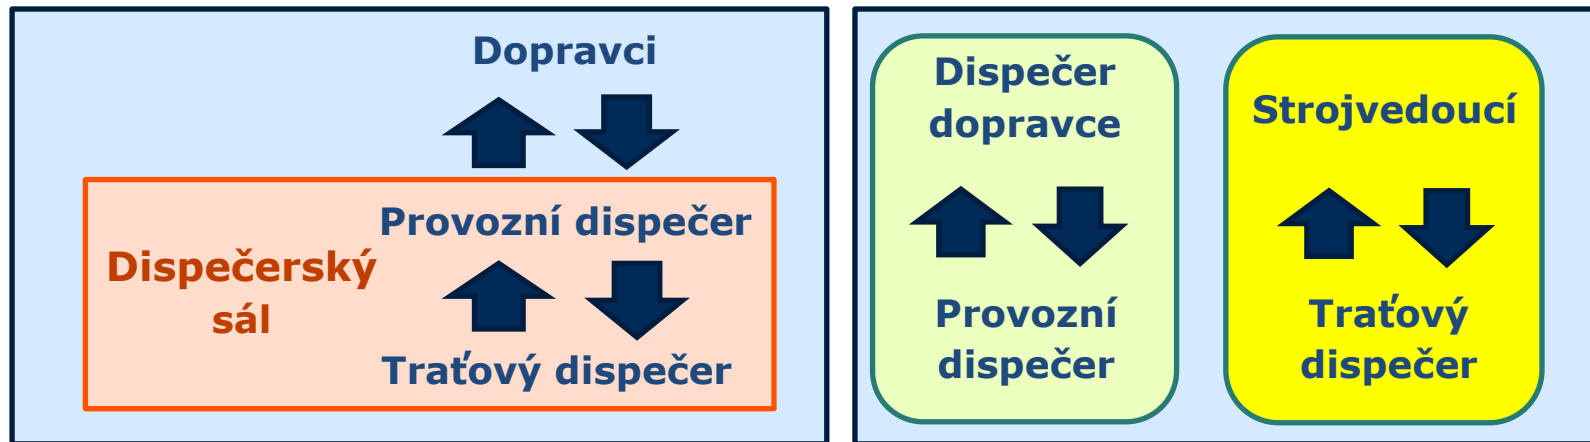 Dopravci
Provozní dispečer
Dispečerský
sál
Traťový dispečer
Dispečer
dopravce
Provozní
dispečer
Strojvedoucí
Traťový
dispečer